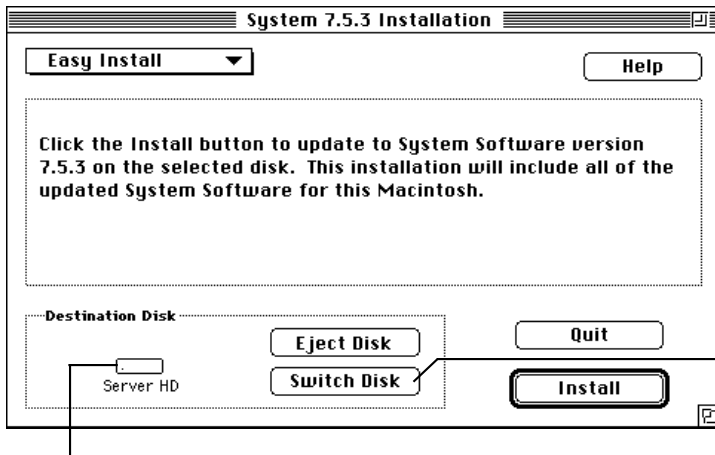 System 7.5.3 Installation
Easy Install
Help
Click the Install button to update to System Software version
7.5.3 on the selected disk. This installation will include all of the
updated System Software for this Macintosh.
Destination Disk
Server HD
Eject Disk
Switch Disk
Quit
Install